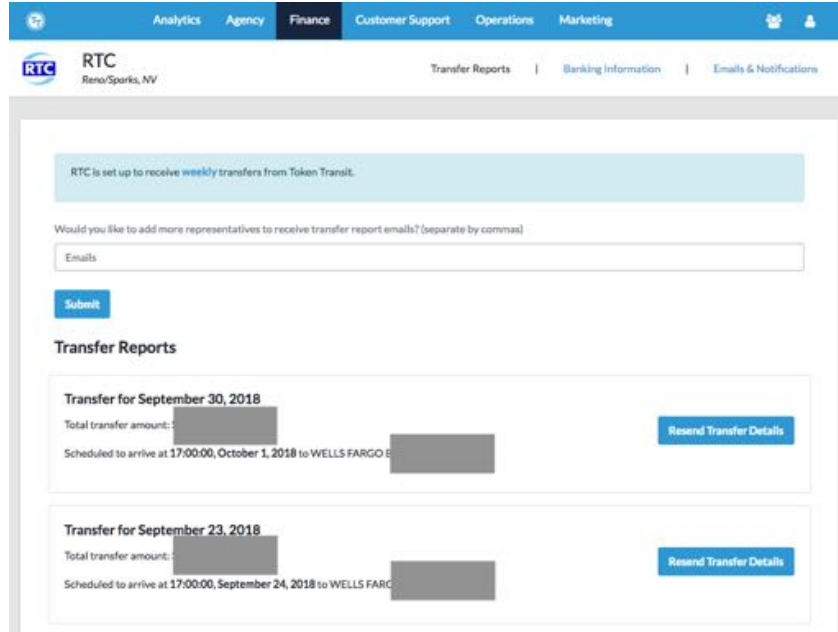 Analytics Agency Finance Customer Support Operations Marketing
RTC
RTC
Reno/Sparks, NV
Transfer Reports | Banking Information | Emails & Notifications
RTC is set up to receive weekly transfers from Token Transit.
Would you like to add more representatives to receive transfer report emails? (separate by commas)
Emails
Submit
Transfer Reports
Transfer for September 30, 2018
Total transfer amount:
Resend Transfer Details
Scheduled to arrive at 17:00:00, October 1, 2018 to WELLS FARGO
Transfer for September 23, 2018
Total transfer amount:
Resend Transfer Details
Scheduled to arrive at 17:00:00, September 24, 2018 to WELLS FARG